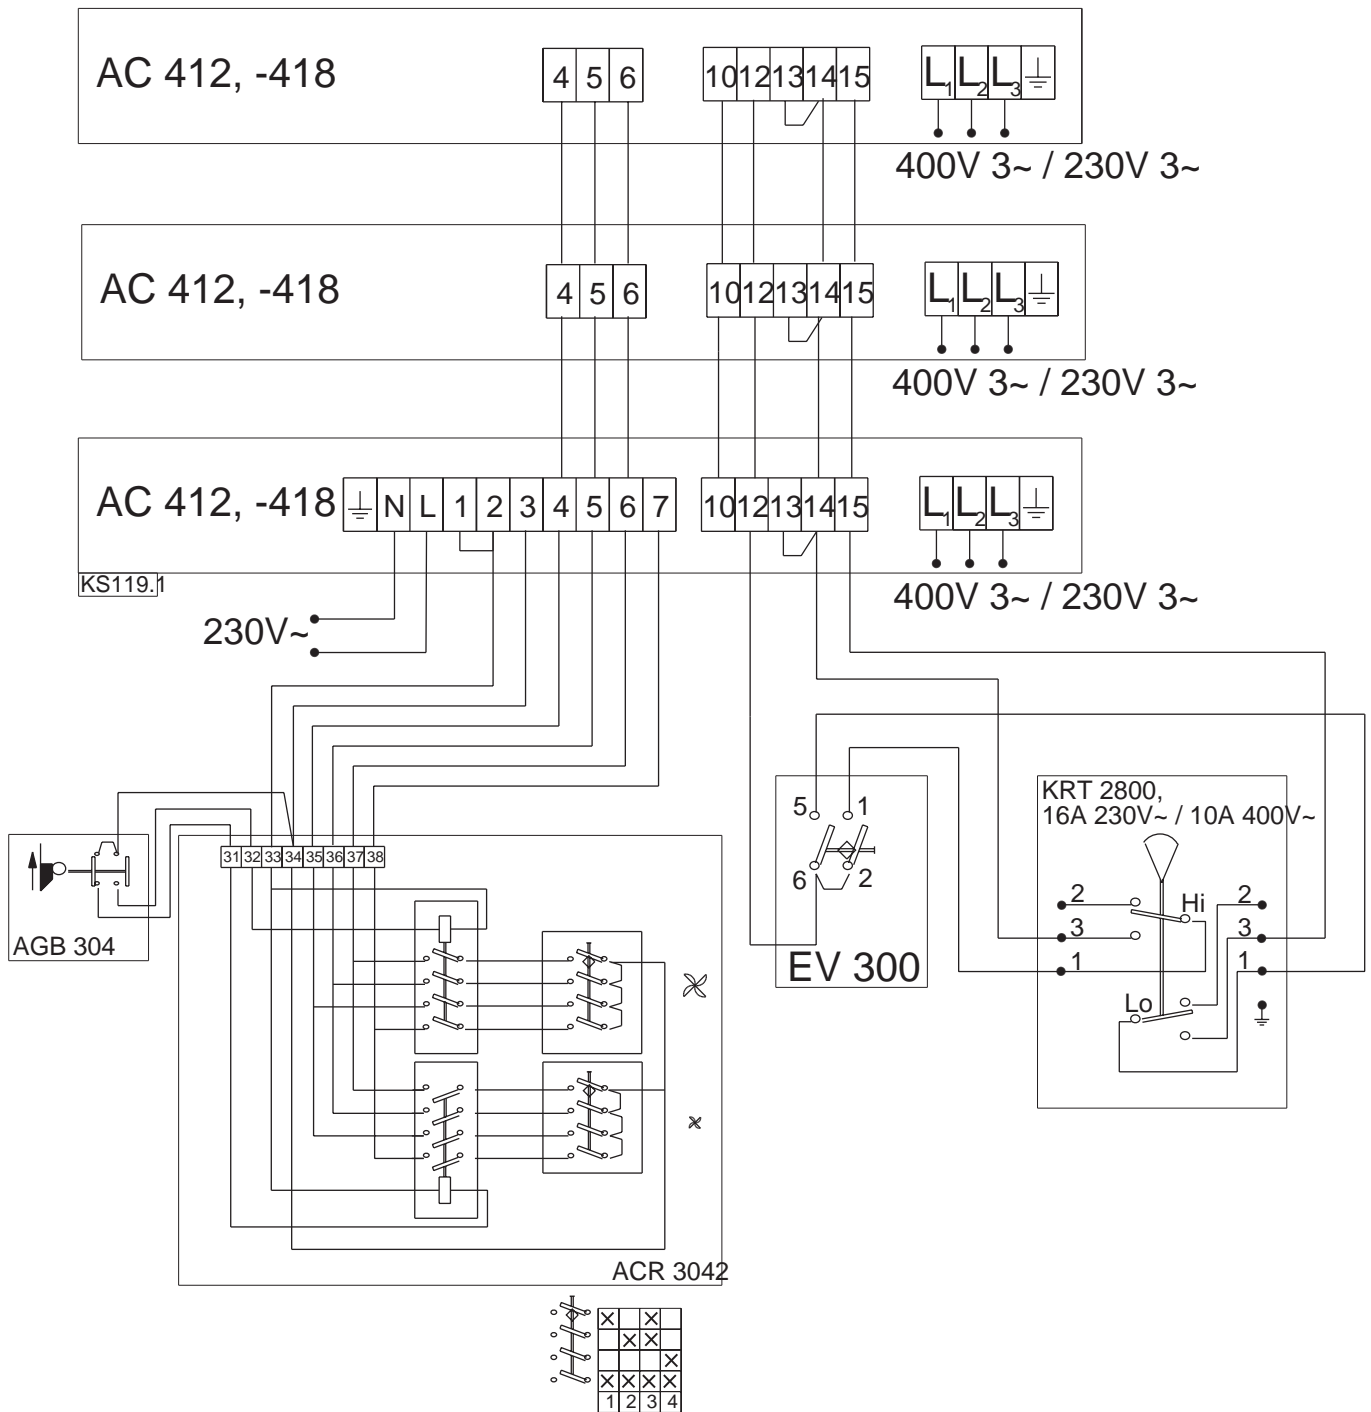 AC 412, -418
4 5 6
10 12 13 14 15
L1 L2 L3
400V 3~ / 230V 3~
AC 412, -418
4 5 6
10 12 13 14 15
L1 L2 L3
400V 3~ / 230V 3~
AC 412, -418
N L 1 2 3 4 5 6 7
10 12 13 14 15
L1 L2 L3
KS119.1
400V 3~ / 230V 3~
230V~
KRT 2800,
16A 230V~ / 10A 400V~
5 1
6 2
EV 300
Hi
2 2
3 3
1 1
Lo
31 32 33 34 35 36 37 38
AGB 304
ACR 3042
X X
X X
X
X X X X
1 2 3 4